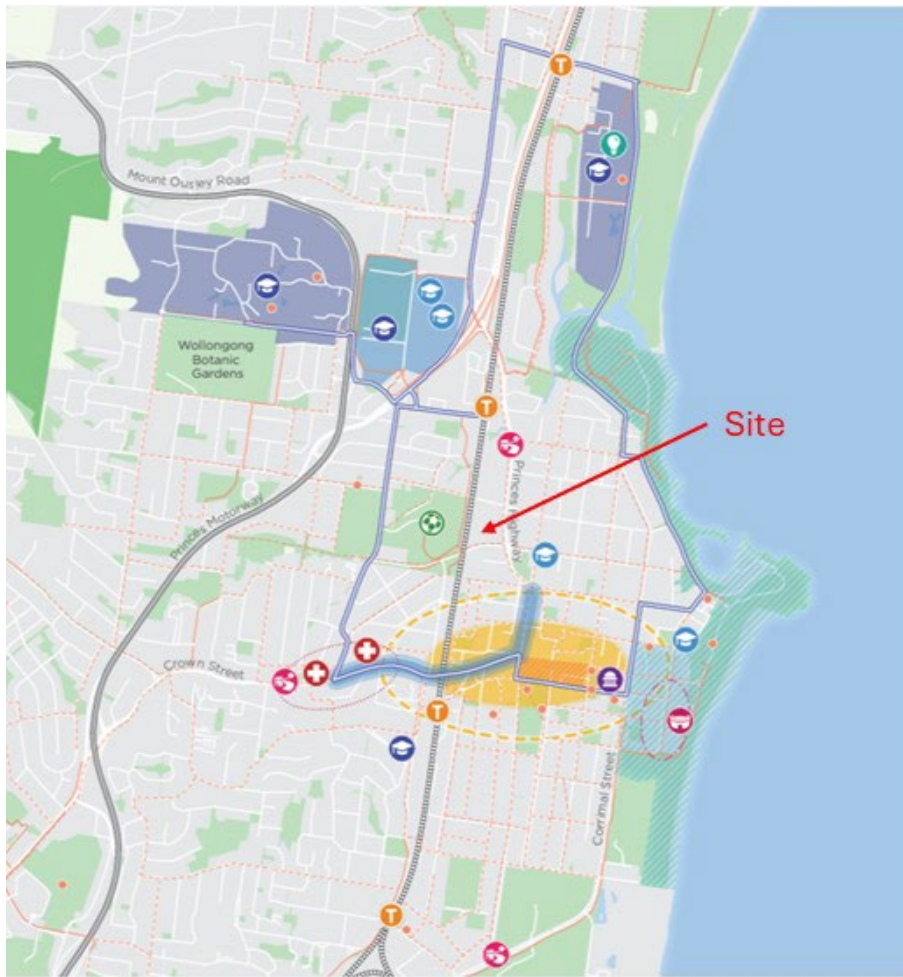 T
Mount Ousley Road
Wollongong
Botanic
Gardens
T
Site
Princes Highway
Princes Motorway
Crown Street
T
Corrimal Street
T